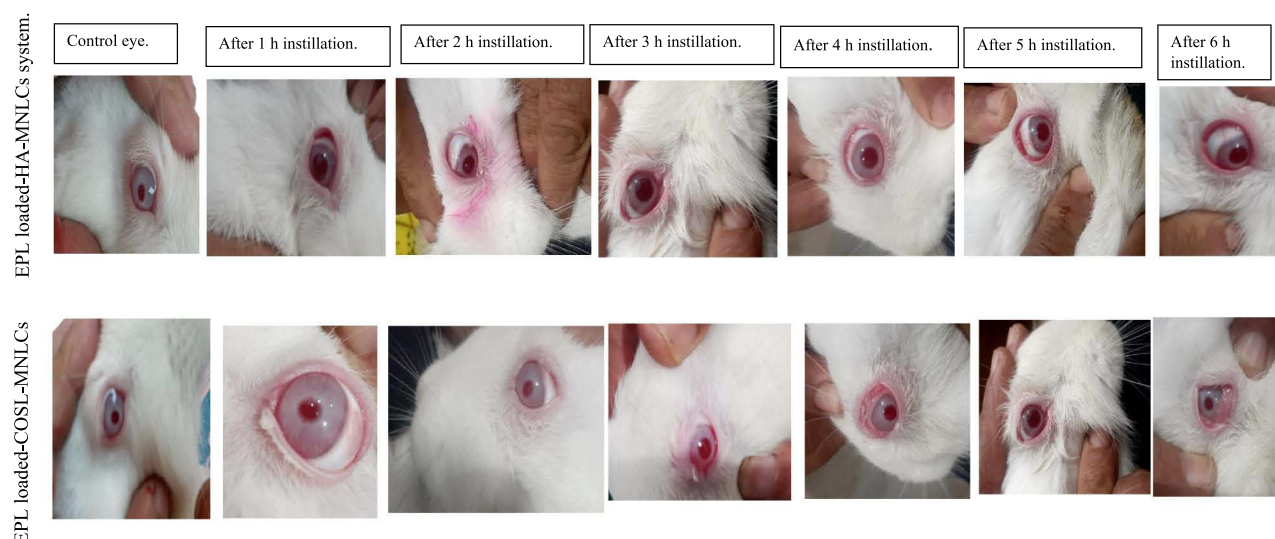 Control eye.
After 1 h instillation.
After 2 h instillation.
After 3 h instillation.
After 4 h instillation.
After 5 h instillation.
After 6 h
instillation.
EPL loaded-HA-MNLCs system.
EPL loaded-COSL-MNLCs